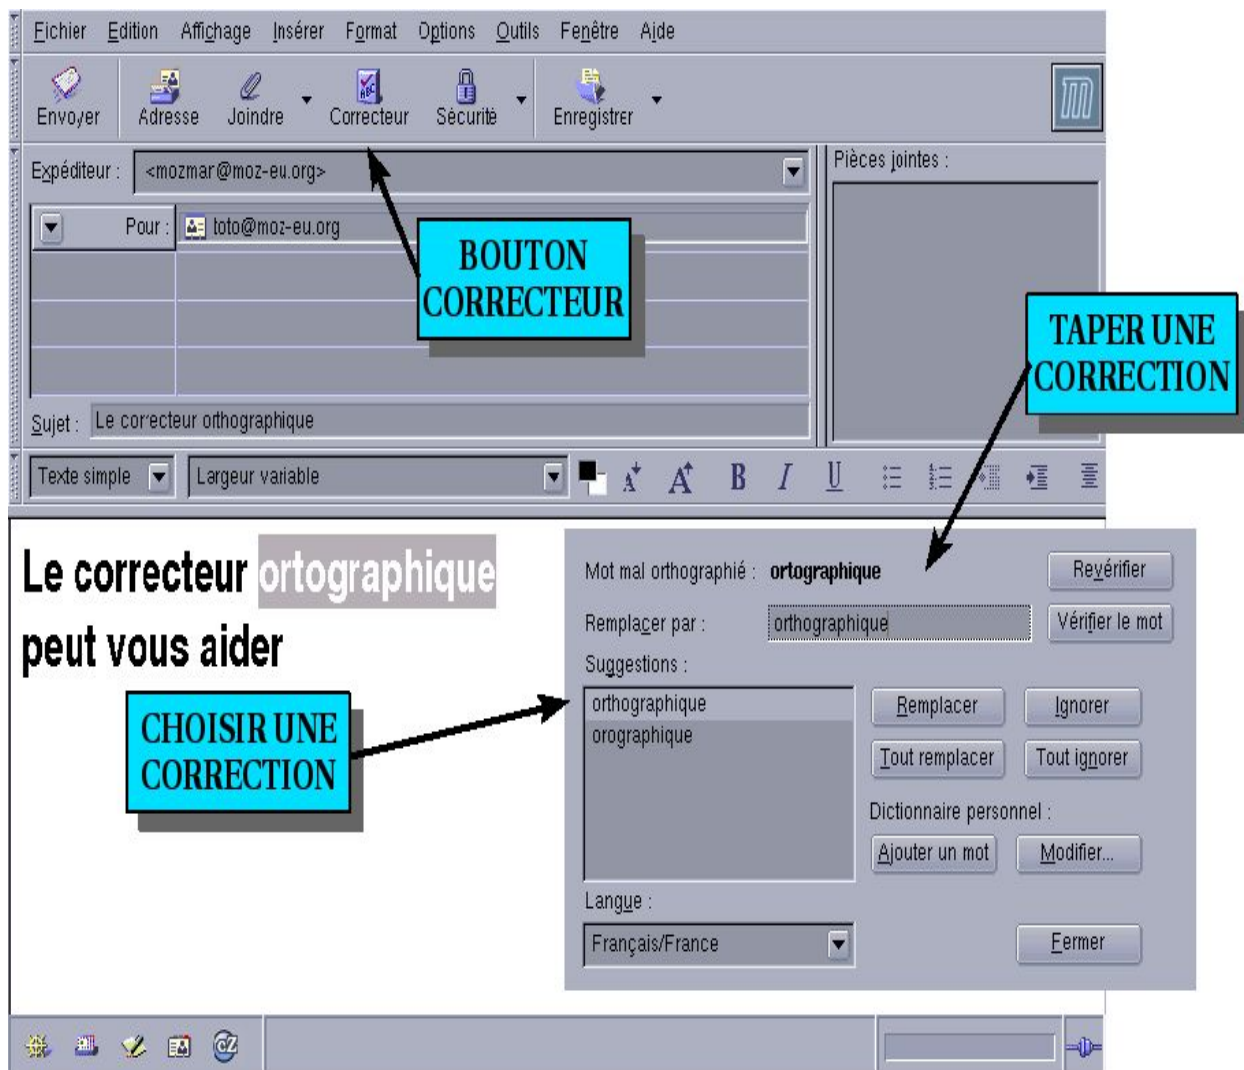 Fichier Edition Affichage Insérer Format Options Outils Fenêtre Aide
Envoyer Adresse Joindre Correcteur Sécurité Enregistrer
Expéditeur : <mozmar@moz-eu.org>
Pièces jointes :
Pour : toto@moz-eu.org
BOUTON
CORRECTEUR
TAPER UNE
CORRECTION
Sujet : Le correcteur orthographique
Texte simple Largeur variable
A A B I U
Le correcteur ortographique
peut vous aider
CHOISIR UNE
CORRECTION
Mot mal orthographié : ortographique Revérifier
Remplacer par : orthographique Vérifier le mot
Suggestions :
orthographique
orographique
Remplacer Ignorer
Tout remplacer Tout ignorer
Dictionnaire personnel :
Ajouter un mot Modifier...
Langue :
Français/France Fermer
cZ